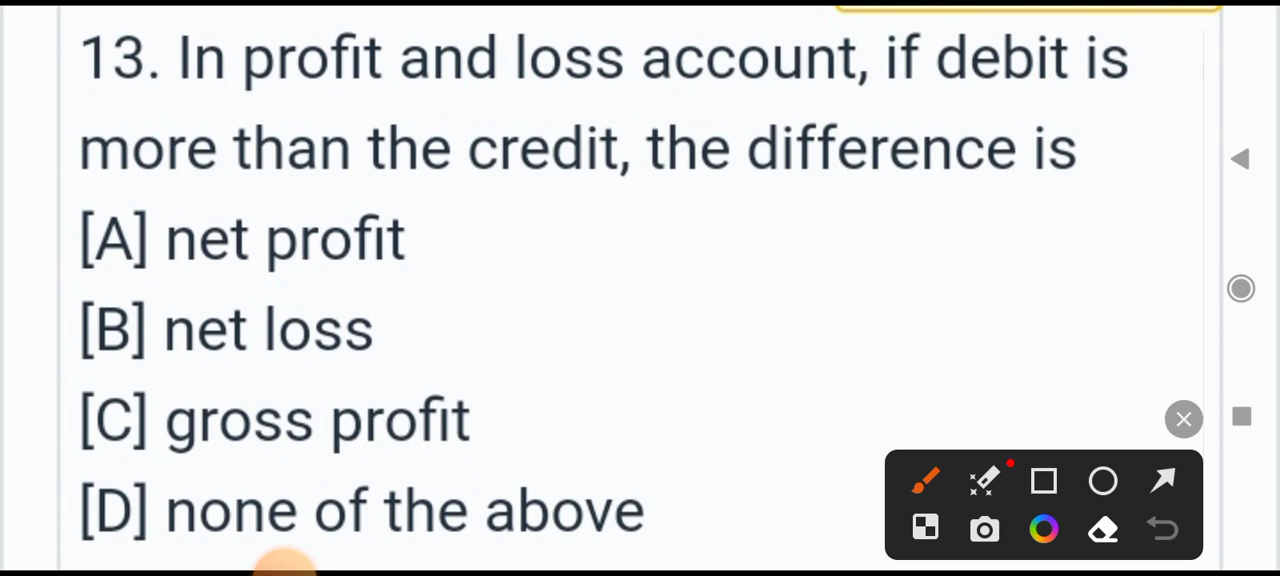 13. In profit and loss account, if debit is
more than the credit, the difference is
[A] net profit
[B] net loss
[C] gross profit
[D] none of the above